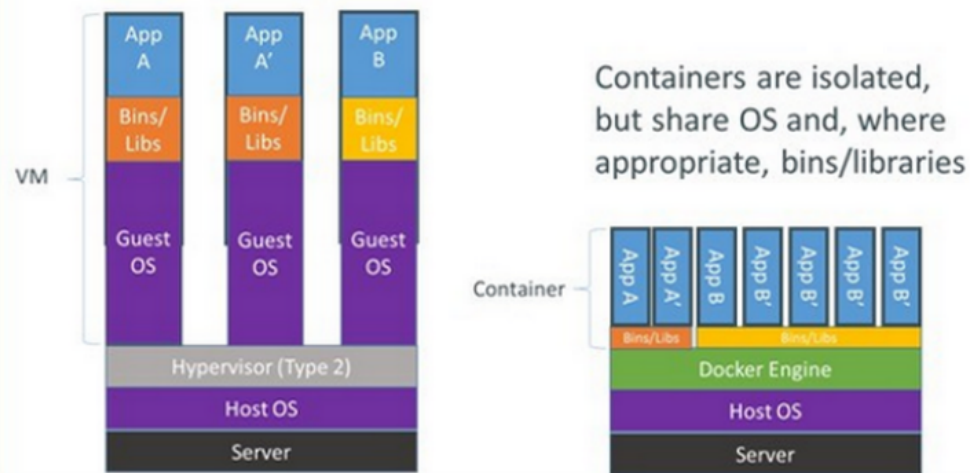 App
A
App
A'
App
B
Bins/
Libs
Bins/
Libs
Bins/
Libs
VM
Guest
OS
Guest
OS
Guest
OS
Hypervisor (Type 2)
Host OS
Server
Containers are isolated,
but share OS and, where
appropriate, bins/libraries
Container
App A
App A'
App B
App B'
App B'
App B'
App B'
Bins/Libs
Bins/Libs
Docker Engine
Host OS
Server